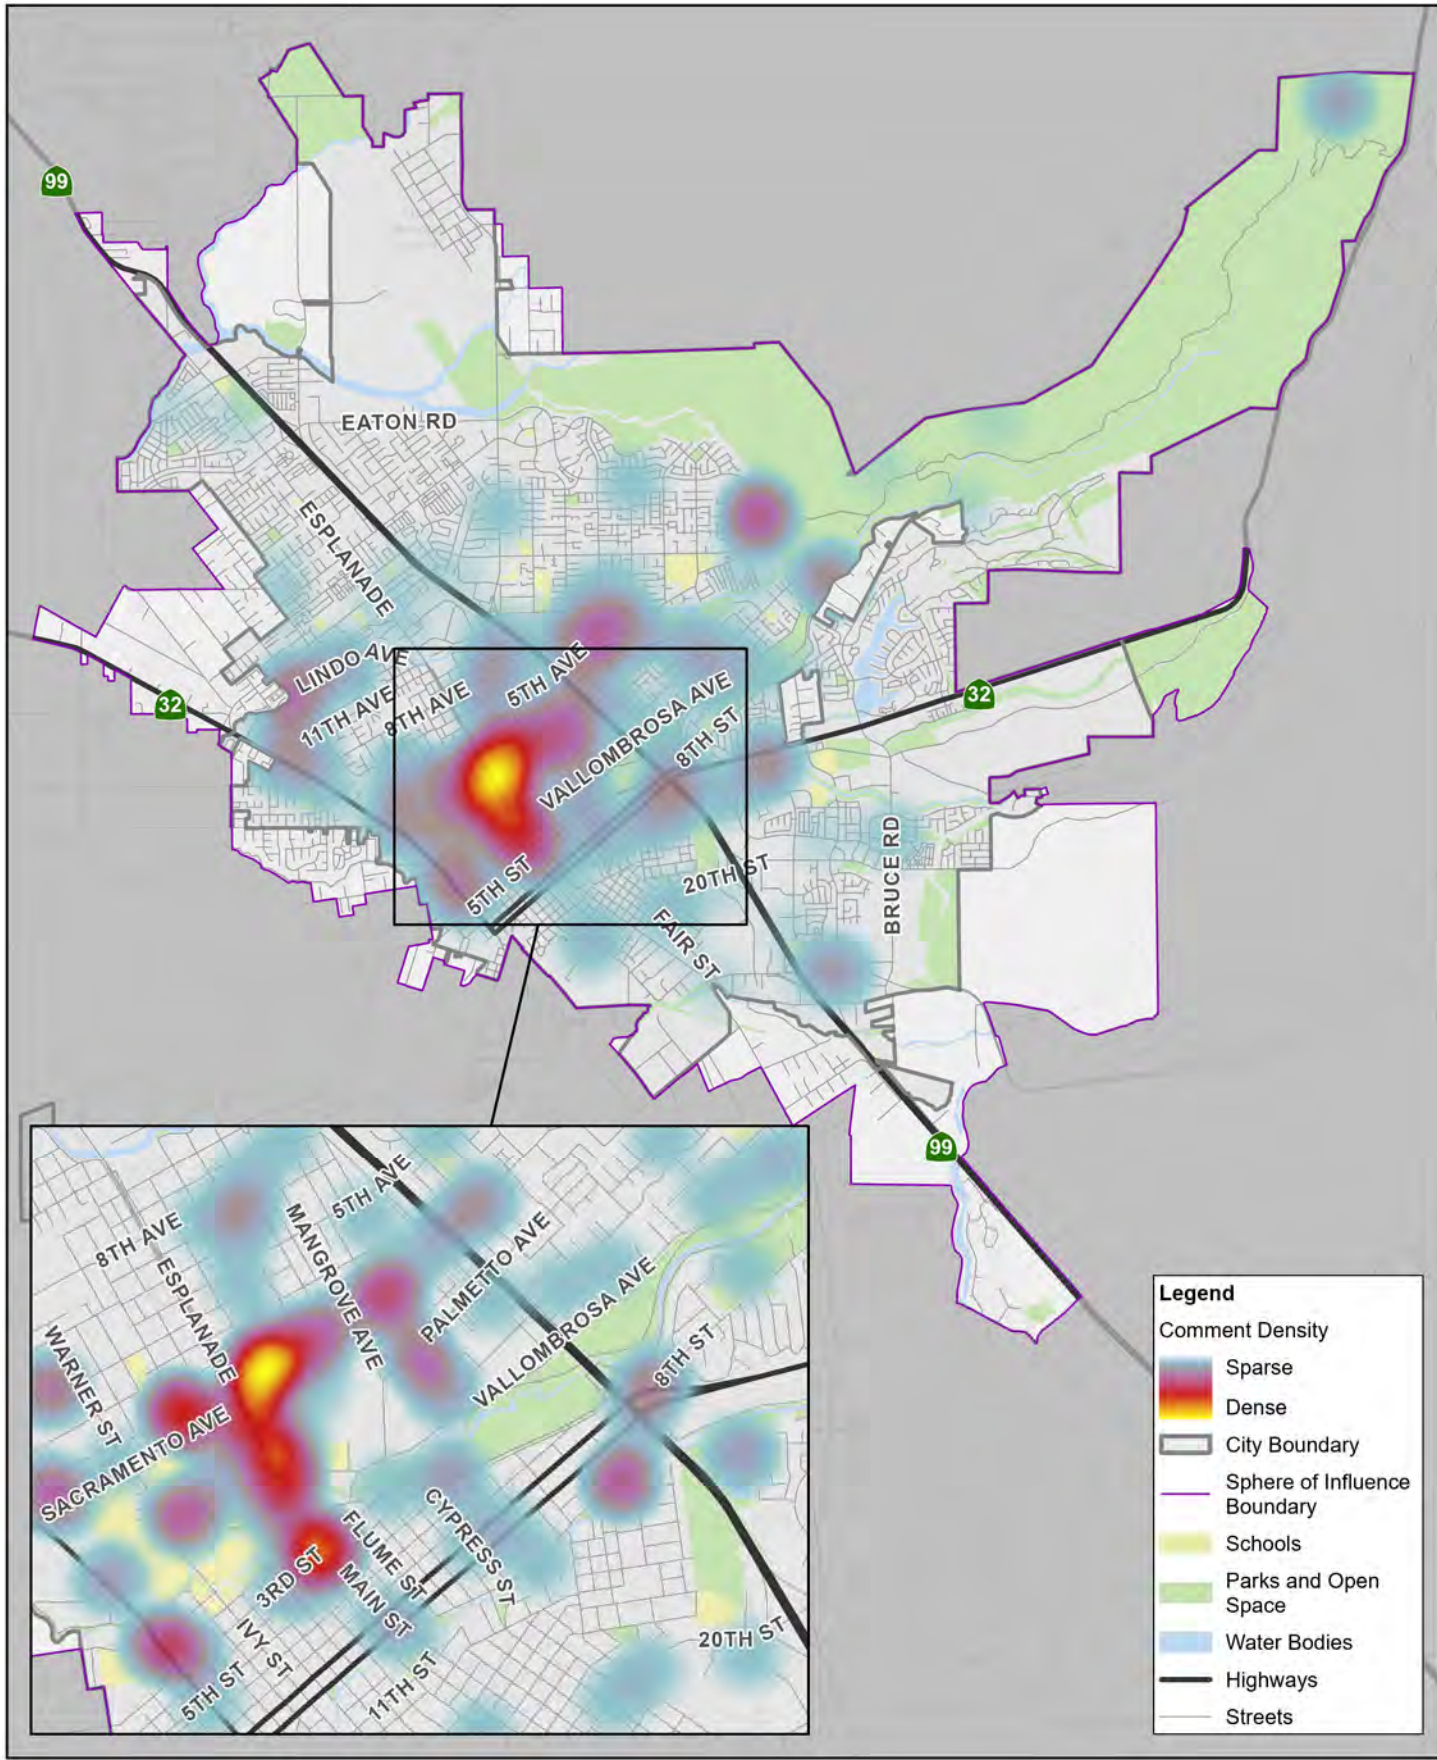 99
EATON RD
ESPLANADE
LINDO AVE
11TH AVE
8TH AVE
5TH AVE
VALLOMBROSA AVE
8TH ST
32
32
5TH ST
20TH ST
FAIR ST
BRUCE RD
99
8TH AVE
ESPLANADE
MANGROVE AVE
5TH AVE
PALMETTO AVE
VALLOMBROSA AVE
8TH ST
WARNER ST
SACRAMENTO AVE
CYPRESS ST
FLUME ST
MAIN ST
3RD ST
IVY ST
5TH ST
11TH ST
20TH ST
Legend
Comment Density
Sparse
Dense
City Boundary
Sphere of Influence
Boundary
Schools
Parks and Open
Space
Water Bodies
Highways
Streets